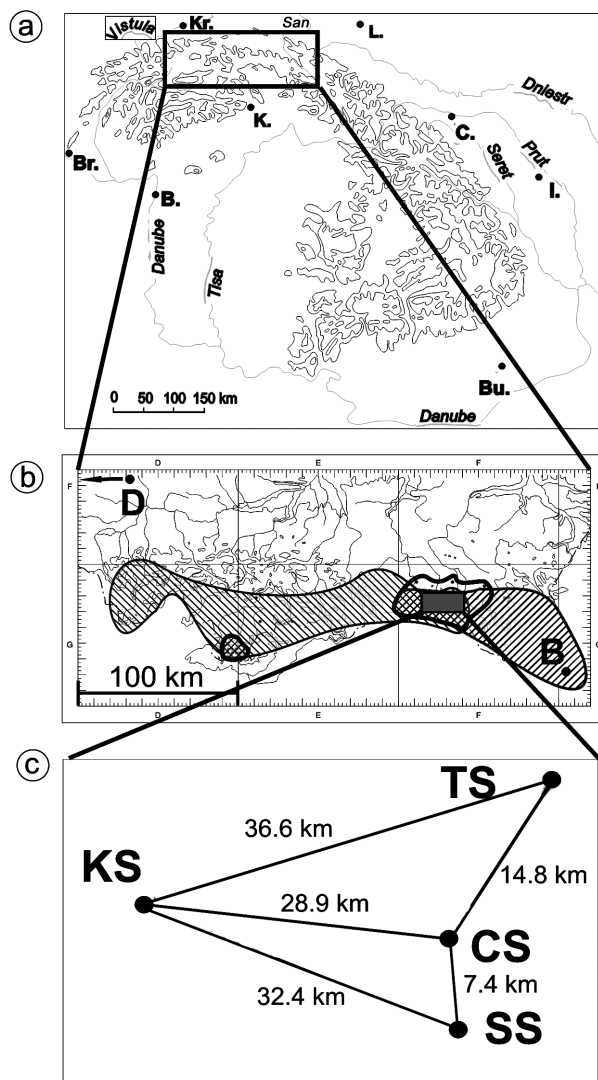 a
Vistula
Kr.
San
L.
Dniestr
K.
C.
Prut
Seret
I.
Br.
B.
Danube
Tisa
0 50 100 150 km
Bu.
Danube
b
D E F
F
D
G
B
100 km
D E F
c
TS
36.6 km
KS
14.8 km
28.9 km
CS
7.4 km
32.4 km
SS